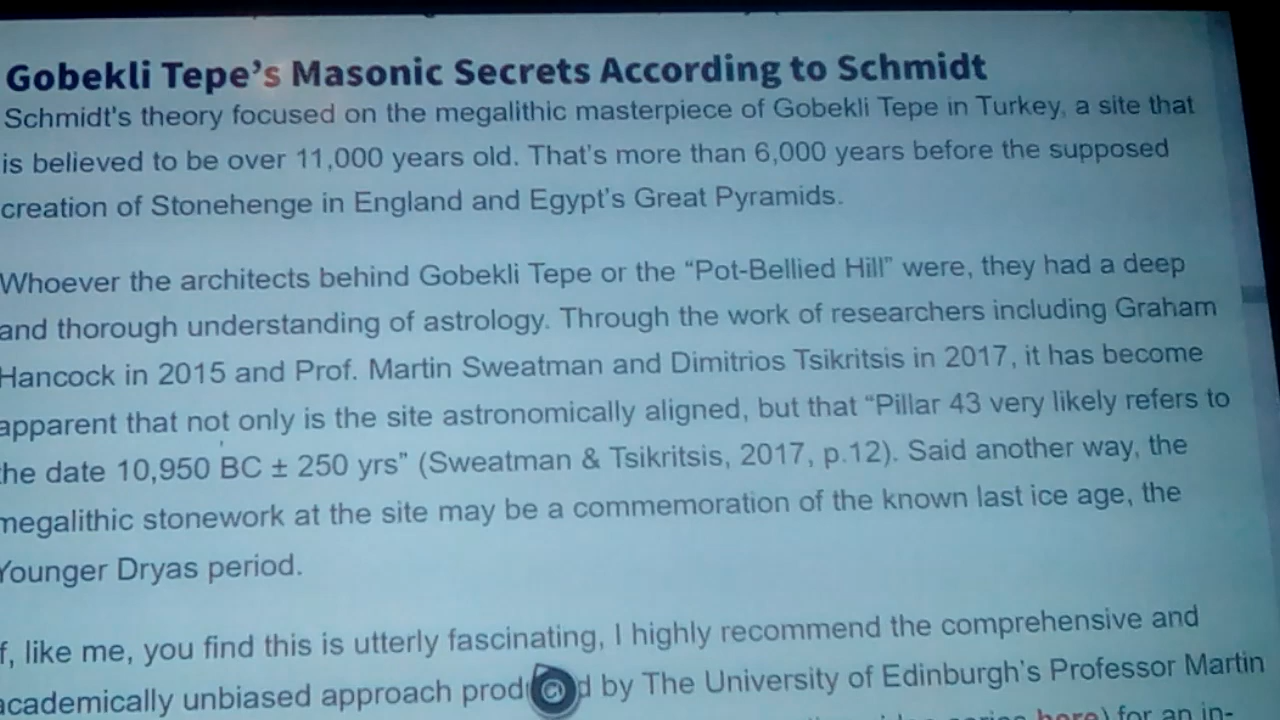 Gobekli Tepe’s Masonic Secrets According to Schmidt
Schmidt's theory focused on the megalithic masterpiece of Gobekli Tepe in Turkey, a site that
is believed to be over 11,000 years old. That's more than 6,000 years before the supposed
creation of Stonehenge in England and Egypt's Great Pyramids.
Whoever the architects behind Gobekli Tepe or the “Pot-Bellied Hill” were, they had a deep
and thorough understanding of astrology. Through the work of researchers including Graham
Hancock in 2015 and Prof. Martin Sweatman and Dimitrios Tsikritsis in 2017, it has become
apparent that not only is the site astronomically aligned, but that “Pillar 43 very likely refers to
the date 10,950 BC ± 250 yrs” (Sweatman & Tsikritsis, 2017, p.12). Said another way, the
megalithic stonework at the site may be a commemoration of the known last ice age, the
Younger Dryas period.
f, like me, you find this is utterly fascinating, I highly recommend the comprehensive and
academically unbiased approach by The University of Edinburgh's Professor Martin
here) for an in-